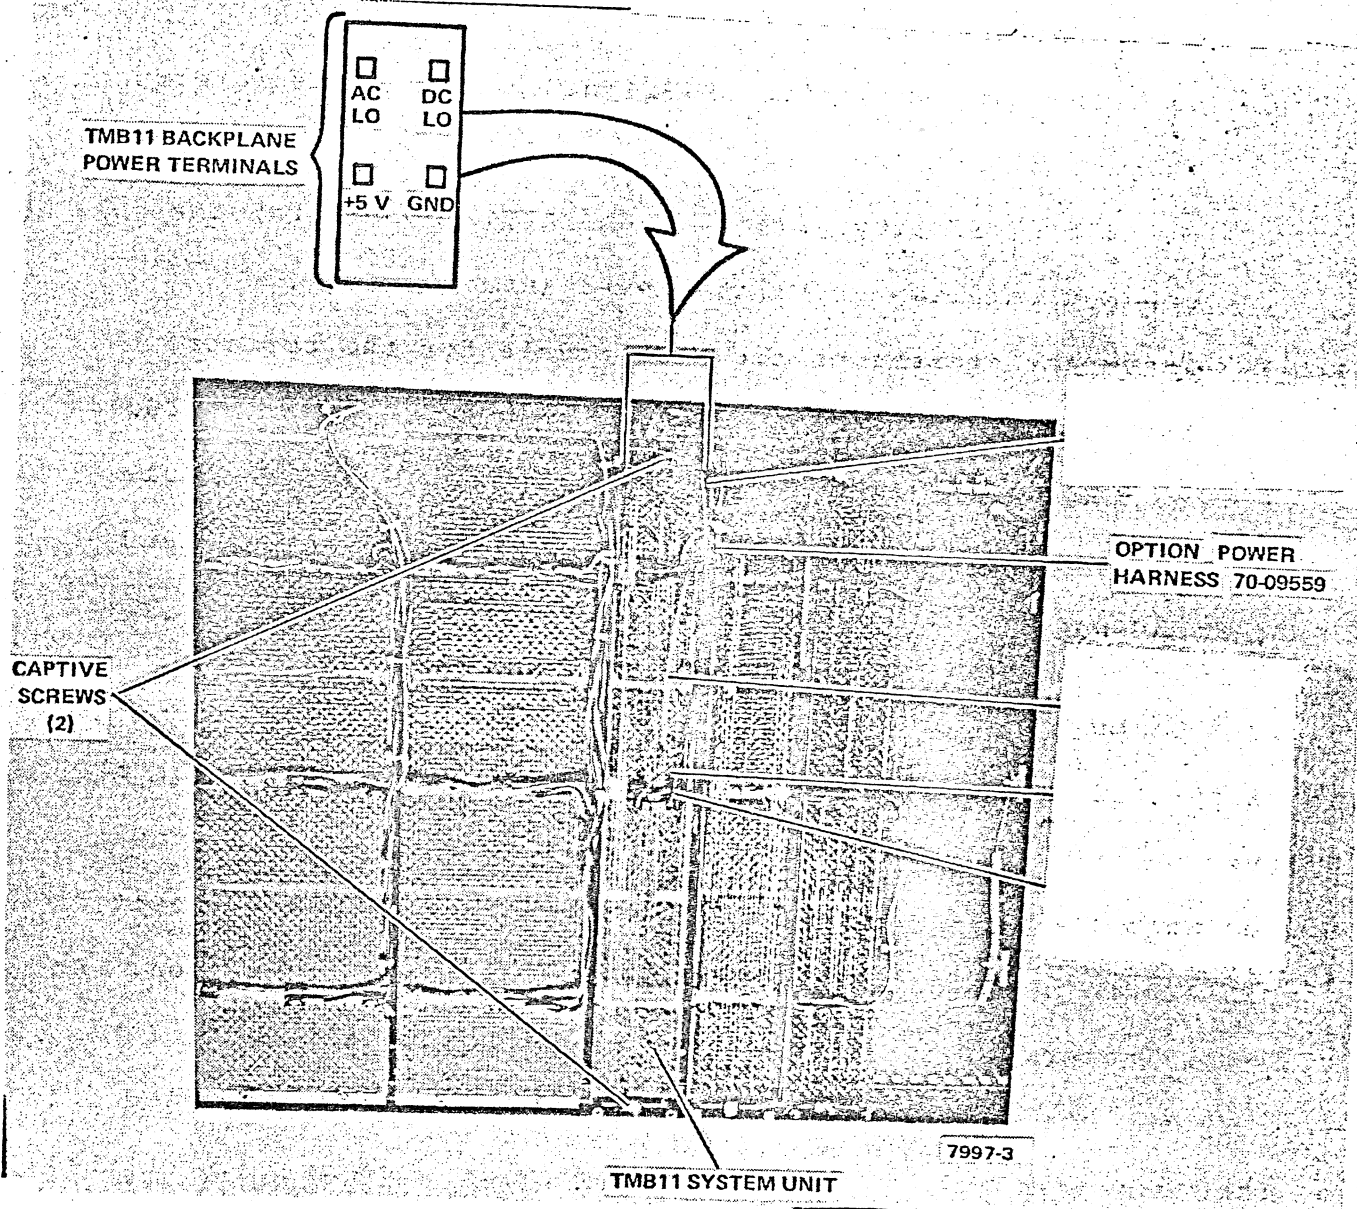 AC DC
LO LO
TMB11 BACKPLANE
POWER TERMINALS
+5 V GND
OPTION POWER
HARNESS 70-09559
CAPTIVE
SCREWS
(2)
7997-3
TMB11 SYSTEM UNIT